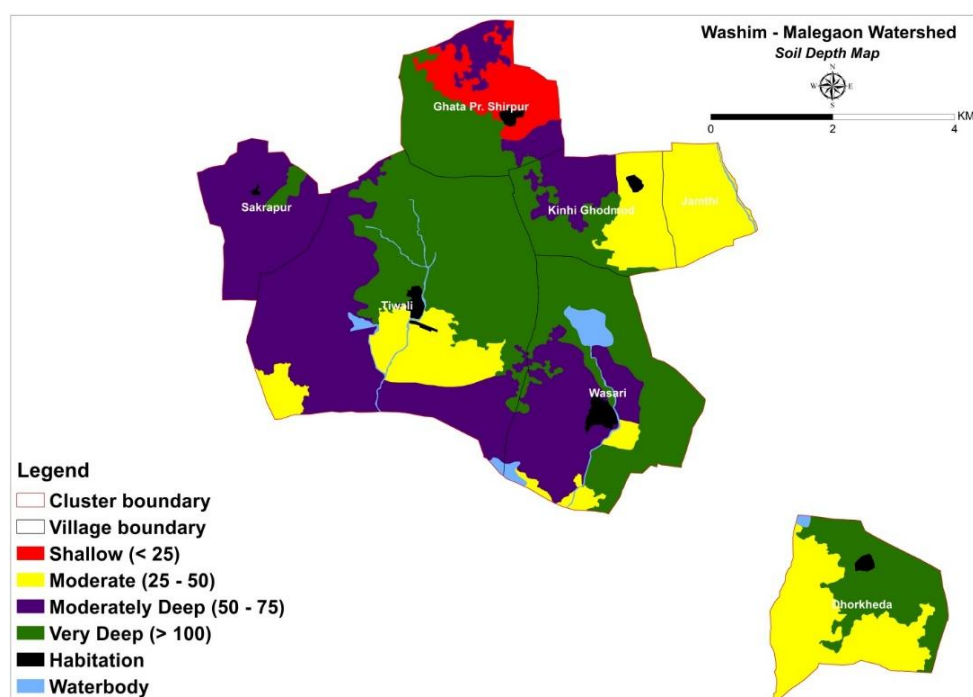 Washim - Malegaon Watershed
Soil Depth Map
N
W E
S
KM
0 2 4
Ghata Pr. Shirpur
Sakrapur
Kinhi Ghodmod
Jamthi
Tiwali
Wasari
Dhorkheda
Legend
Cluster boundary
Village boundary
Shallow (< 25)
Moderate (25 - 50)
Moderately Deep (50 - 75)
Very Deep (> 100)
Habitation
Waterbody